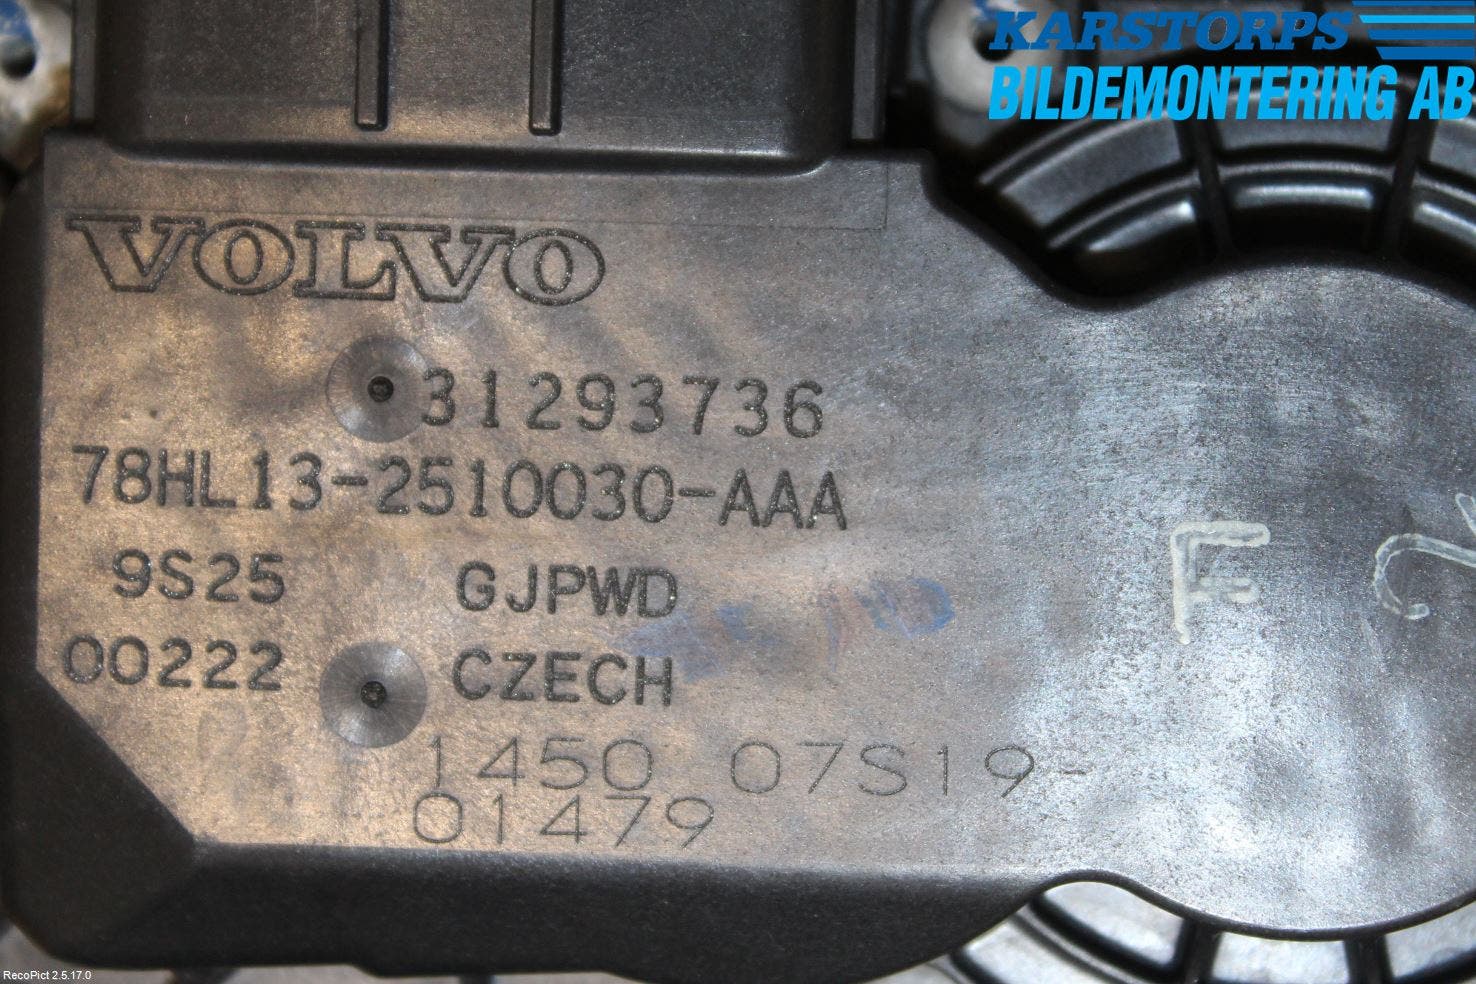 KARSTORPS
BILDEMONTERING AB
VOLVO
31293736
78HL13-2510030-AAA
9S25 GJPWD
00222 CZECH
1450 07S19-
01479
F
RecoPict 2.5.17.0